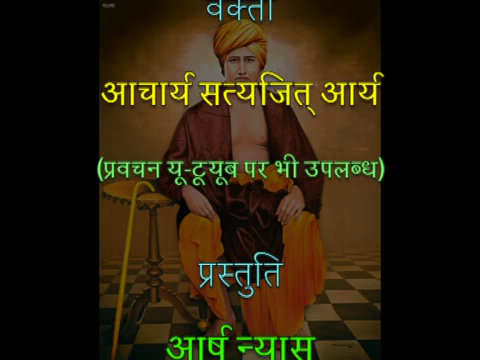 वक्ता
आचार्य सत्यजित् आर्य
(प्रवचन यू-ट्यूब पर भी उपलब्ध)
प्रस्तुति
आर्ष न्यास